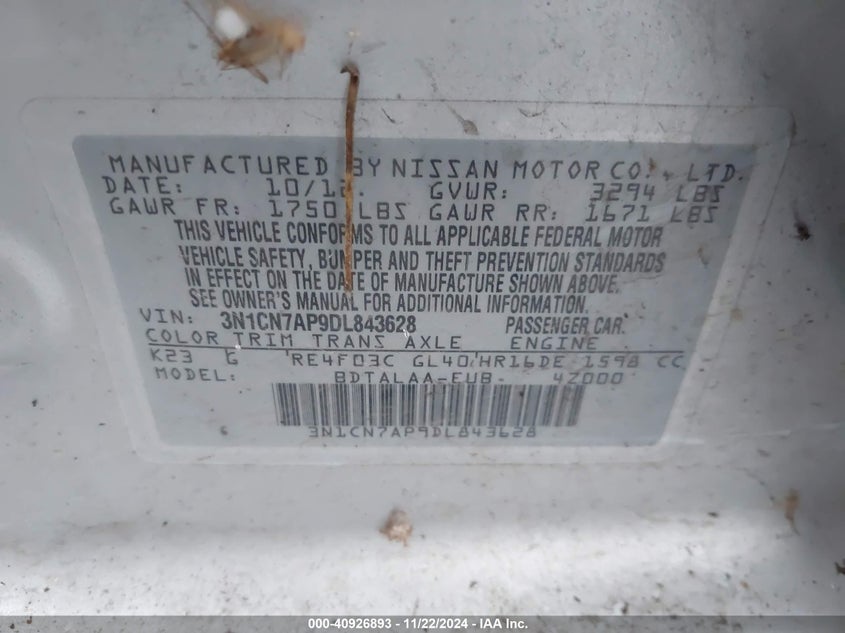 MANUFACTURED BY NISSAN MOTOR CO., LTD.
DATE: 10/12 GVWR: 3294 LBS
GAWR FR: 1750 LBS GAWR RR: 1671 LBS
THIS VEHICLE CONFORMS TO ALL APPLICABLE FEDERAL MOTOR
VEHICLE SAFETY, BUMPER AND THEFT PREVENTION STANDARDS
IN EFFECT ON THE DATE OF MANUFACTURE SHOWN ABOVE.
SEE OWNER'S MANUAL FOR ADDITIONAL INFORMATION.
VIN: 3N1CN7AP9DL843628 PASSENGER CAR
COLOR TRIM TRANS AXLE ENGINE
K23 G RE4F03C GL40 HR16DE 1598 CC
MODEL: BDTALAA-EUB- 4Z000
3N1CN7AP9DL843628
6
000-40926893 - 11/22/2024 - Copyright © 2024 IAA, Inc.